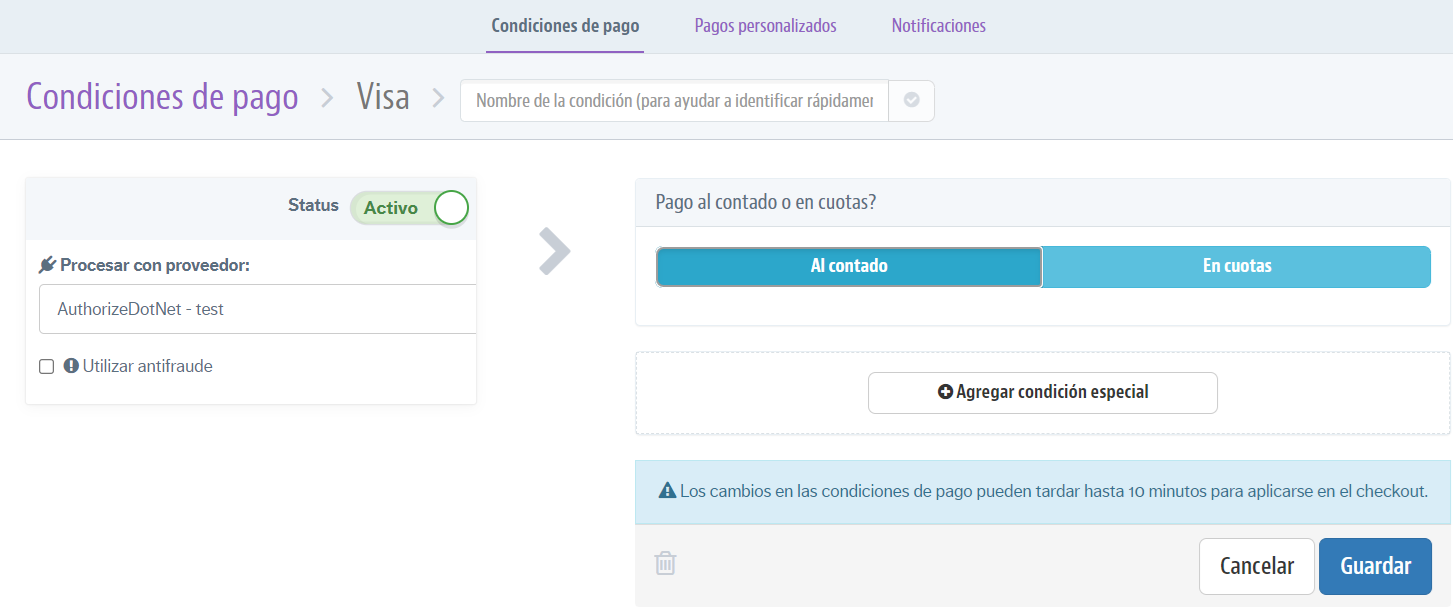 Condiciones de pago
Pagos personalizados
Notificaciones
Condiciones de pago
Visa
Nombre de la condición (para ayudar a identificar rápidamer
Status
Activo
Procesar con proveedor:
AuthorizeDotNet - test
Utilizar antifraude
Pago al contado o en cuotas?
Al contado
En cuotas
Agregar condición especial
Los cambios en las condiciones de pago pueden tardar hasta 10 minutos para aplicarse en el checkout.
Cancelar
Guardar